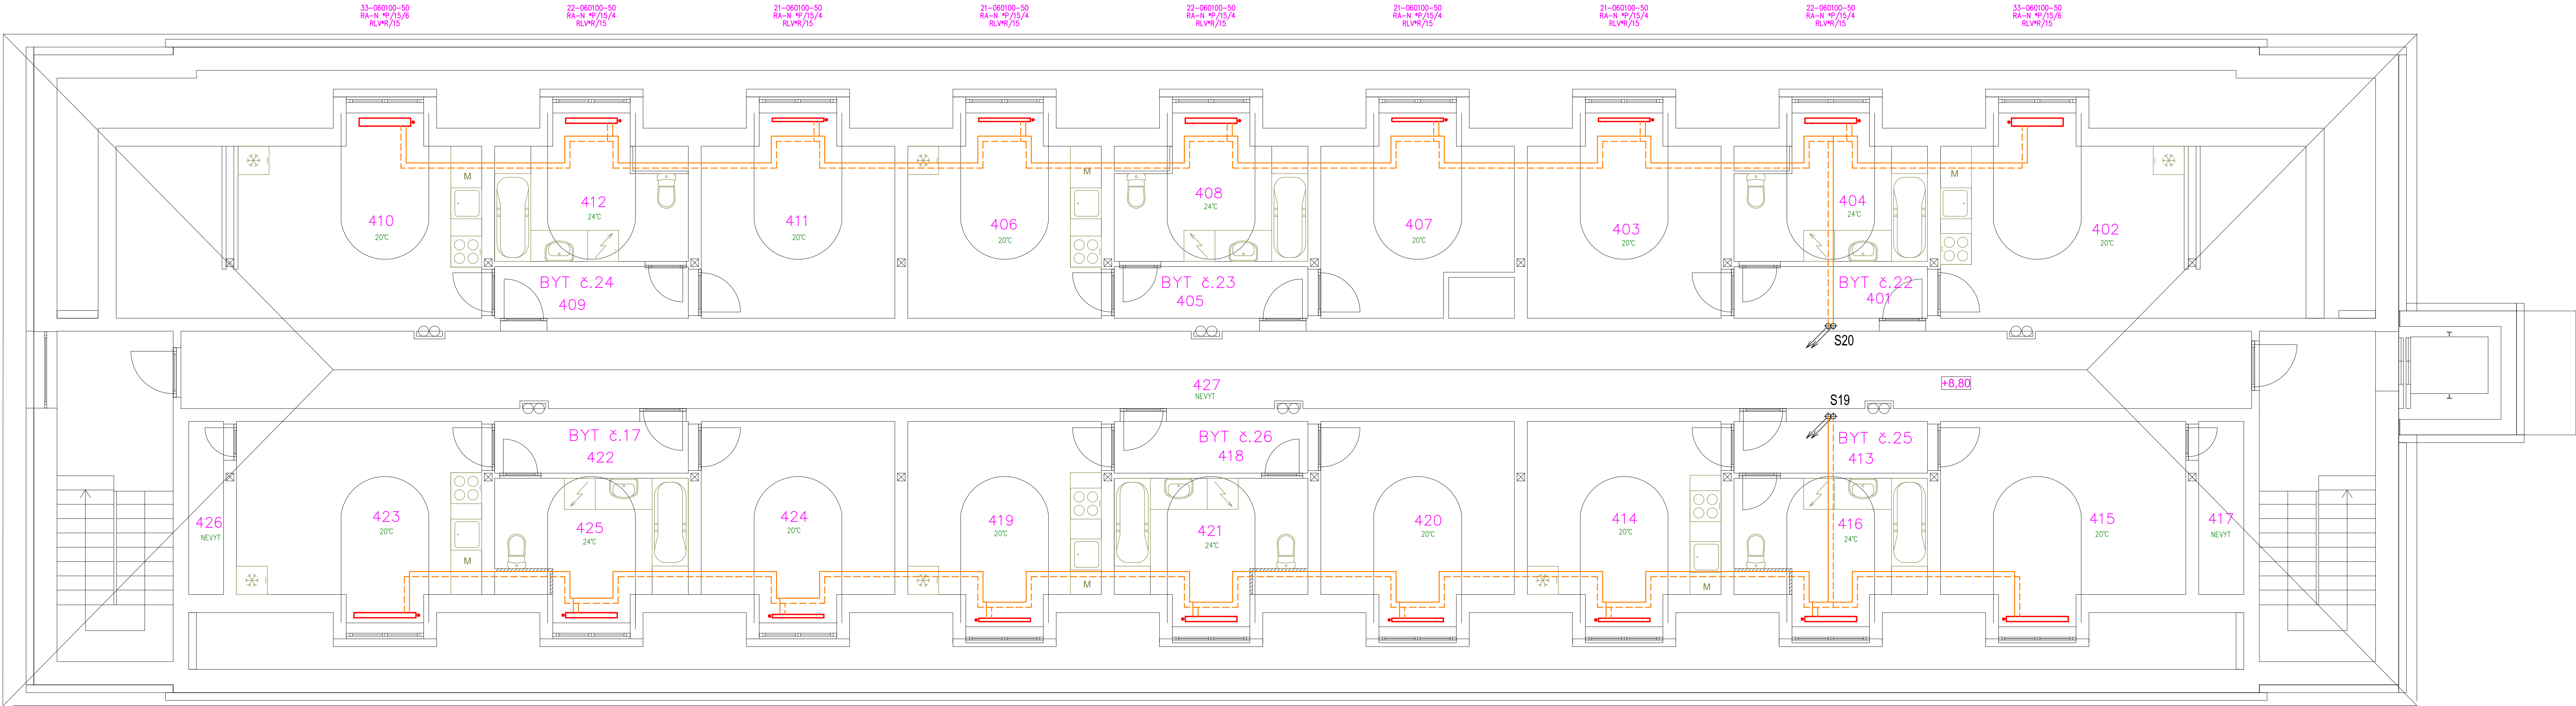 33-060100-50
RA-N *P/15/6
RLV*R/15
22-060100-50
RA-N *P/15/4
RLV*R/15
21-060100-50
RA-N *P/15/4
RLV*R/15
21-060100-50
RA-N *P/15/4
RLV*R/15
22-060100-50
RA-N *P/15/4
RLV*R/15
21-060100-50
RA-N *P/15/4
RLV*R/15
21-060100-50
RA-N *P/15/4
RLV*R/15
22-060100-50
RA-N *P/15/4
RLV*R/15
33-060100-50
RA-N *P/15/6
RLV*R/15
410
20°C
M
412
24°C
411
20°C
406
20°C
M
408
24°C
407
20°C
403
20°C
404
24°C
M
402
20°C
BYT č.24
409
BYT č.23
405
BYT č.22
401
S20
427
NEVYT
+8,80
S19
BYT č.17
422
BYT č.26
418
BYT č.25
413
426
NEVYT
423
20°C
M
425
24°C
424
20°C
419
20°C
M
421
24°C
420
20°C
414
20°C
M
416
24°C
415
20°C
417
NEVYT